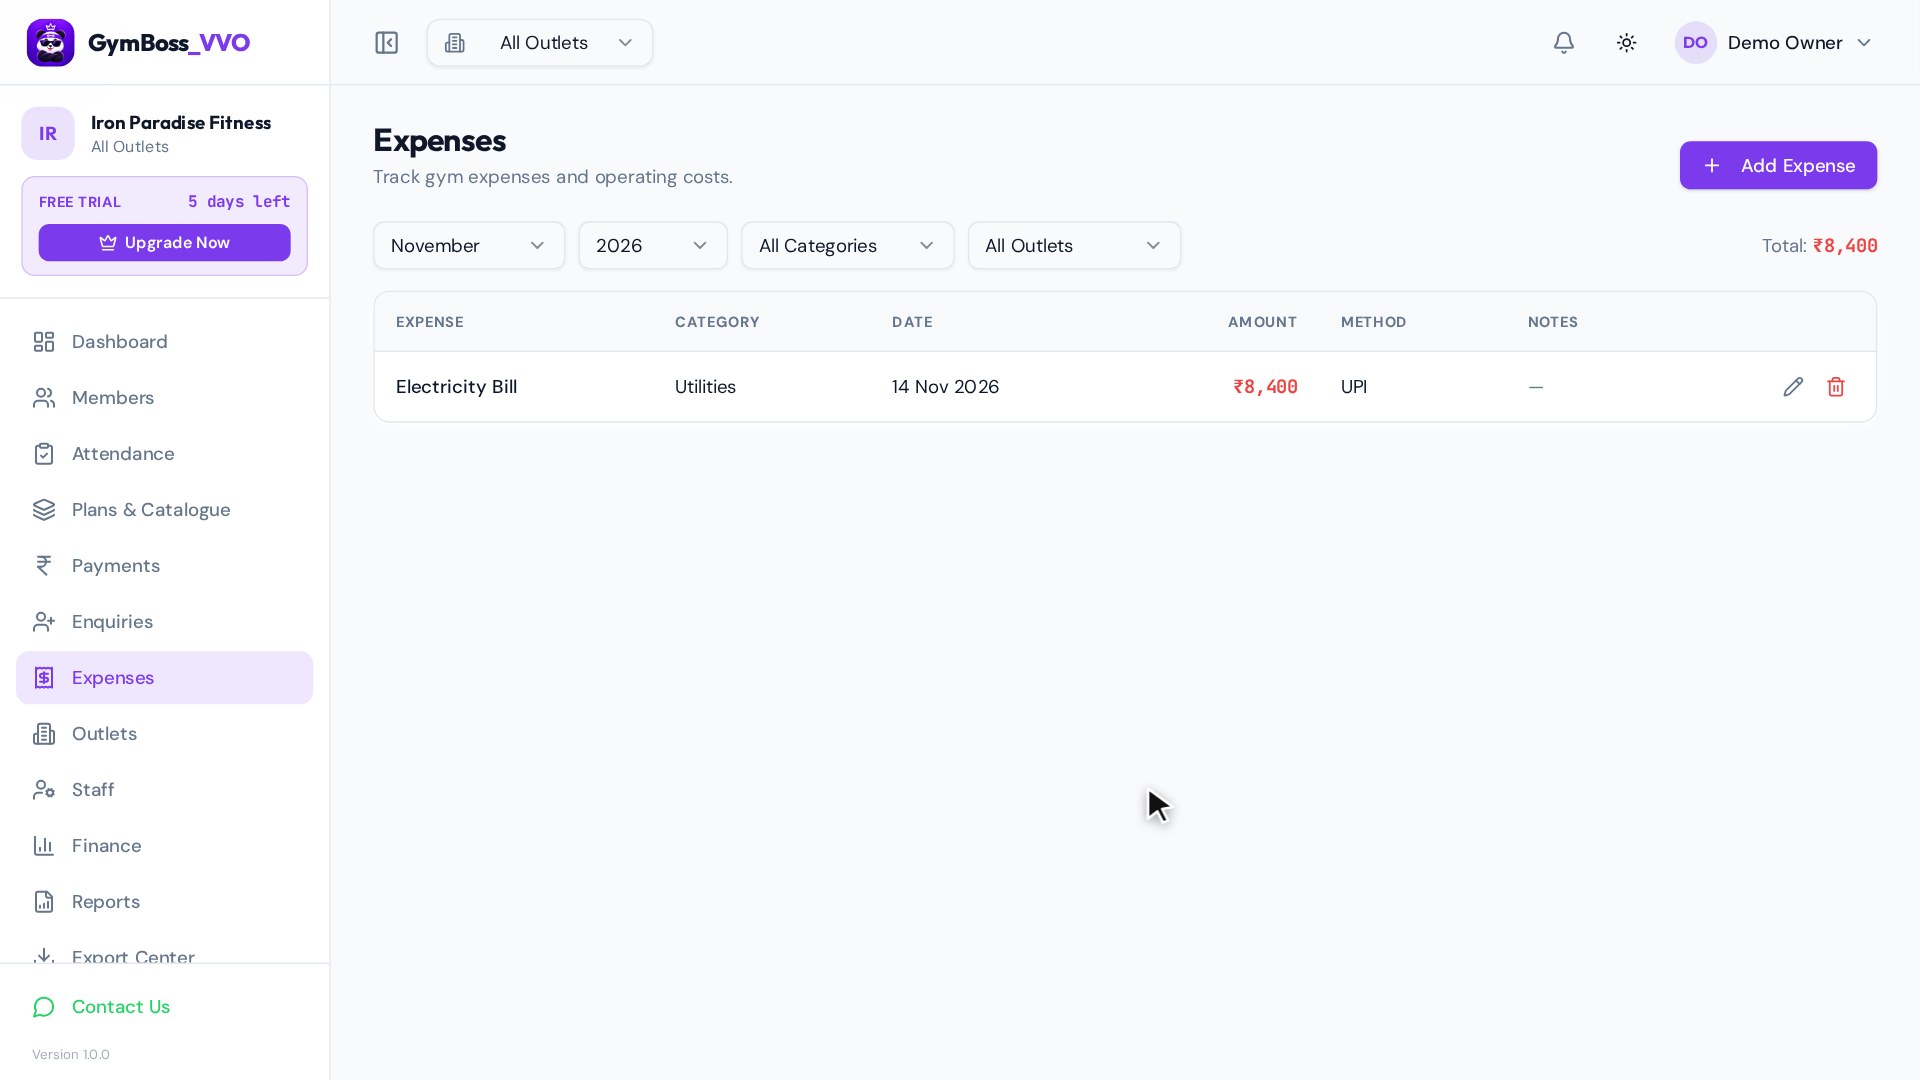 GymBoss_VVO
All Outlets
DO Demo Owner
IR
Iron Paradise Fitness
All Outlets
FREE TRIAL 5 days left
Upgrade Now
Dashboard
Members
Attendance
Plans & Catalogue
Payments
Enquiries
Expenses
Outlets
Staff
Finance
Reports
Export Center
Contact Us
Version 1.0.0
Expenses
Track gym expenses and operating costs.
Add Expense
November 2026 All Categories All Outlets Total: ₹8,400
EXPENSE CATEGORY DATE AMOUNT METHOD NOTES
Electricity Bill Utilities 14 Nov 2026 ₹8,400 UPI —